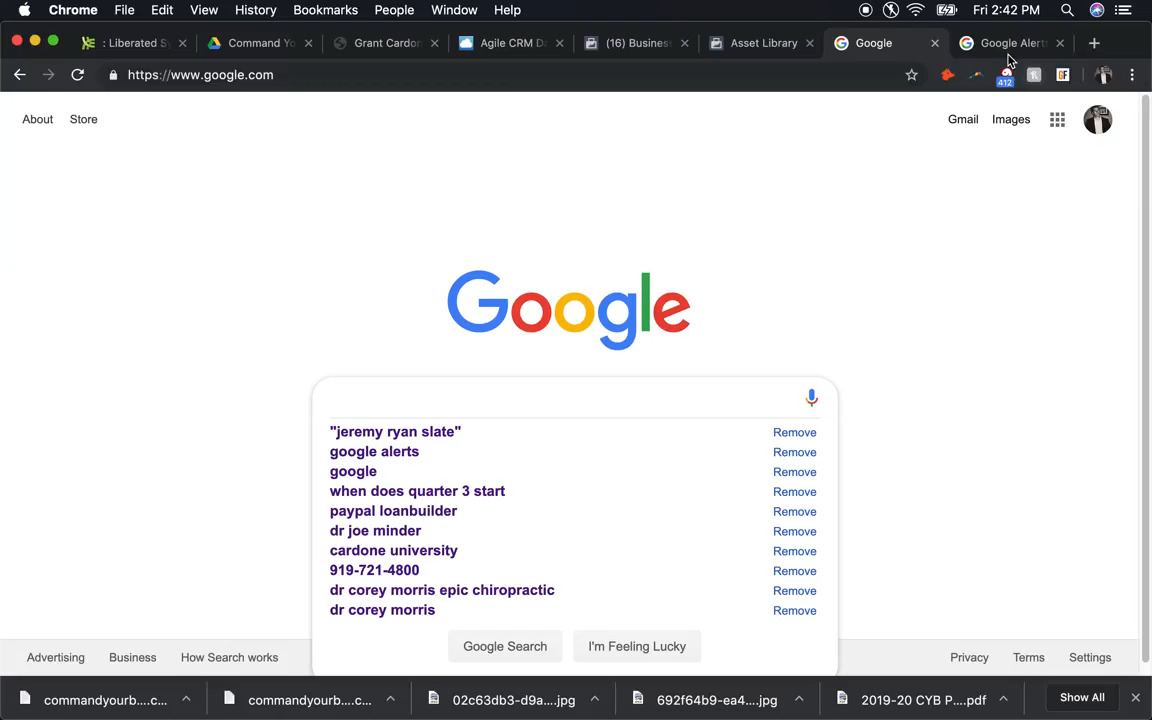 Chrome File Edit View History Bookmarks People Window Help Fri 2:42 PM
: Liberated S Command Yo Grant Cardon Agile CRM Da (16) Business Asset Library Google Google Alerts
https://www.google.com 412
About Store Gmail Images
Google
"jeremy ryan slate" Remove
google alerts Remove
google Remove
when does quarter 3 start Remove
paypal loanbuilder Remove
dr joe minder Remove
cardone university Remove
919-721-4800 Remove
dr corey morris epic chiropractic Remove
dr corey morris Remove
Google Search I'm Feeling Lucky
Advertising Business How Search works Privacy Terms Settings
commandyourb....c... commandyourb....c... 02c63db3-d9a....jpg 692f64b9-ea4....jpg 2019-20 CYB P....pdf Show All